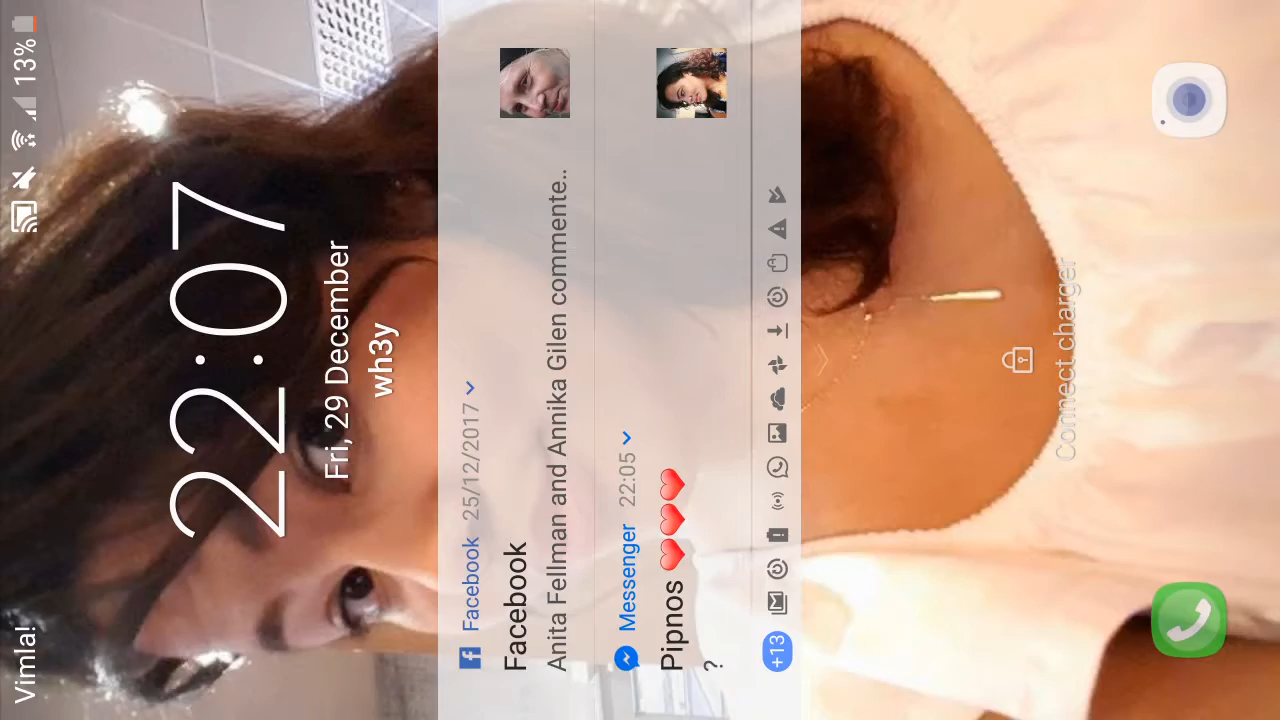 Vimla! 13%
22:07
Fri, 29 December
wh3y
Facebook 25/12/2017
Facebook
Anita Fellman and Annika Gilen commente..
Messenger 22:05
Pipnos ❤❤❤
?
+13
Connect charger